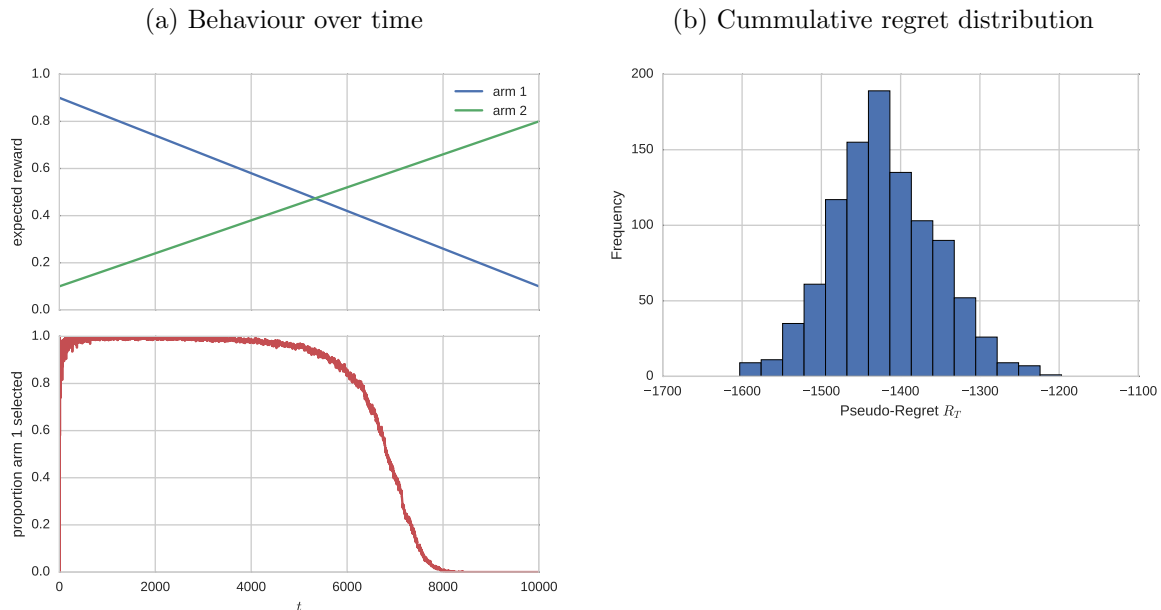 (a) Behaviour over time
(b) Cummulative regret distribution
1.0
0.8
0.6
0.4
0.2
0.0
expected reward
arm 1
arm 2
1.0
0.8
0.6
0.4
0.2
0.0
proportion arm 1 selected
0 2000 4000 6000 8000 10000
t
200
150
100
50
0
Frequency
−1700 −1600 −1500 −1400 −1300 −1200 −1100
Pseudo-Regret R_T